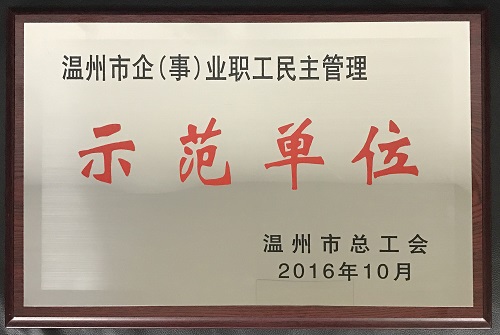 温州市企(事)业职工民主管理
示范单位
温州市总工会
2016年10月